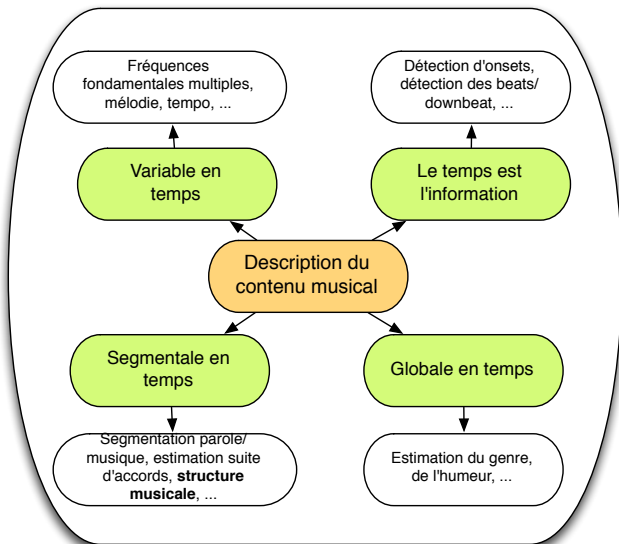 Fréquences
fondamentales multiples,
mélodie, tempo, ...
Détection d'onsets,
détection des beats/
downbeat, ...
Variable en
temps
Le temps est
l'information
Description du
contenu musical
Segmentale en
temps
Globale en temps
Segmentation parole/
musique, estimation suite
d'accords, structure
musicale, ...
Estimation du genre,
de l'humeur, ...